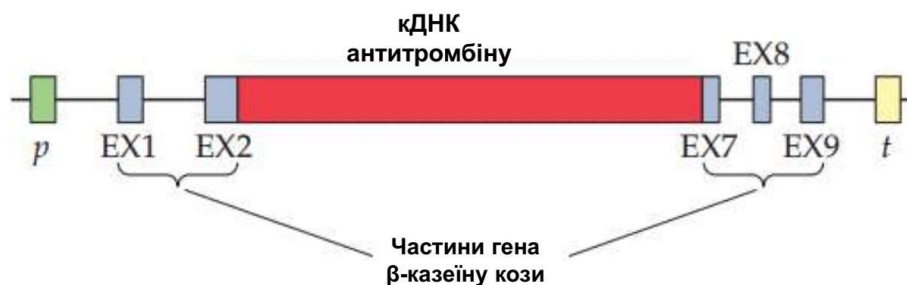 кДНК
антитромбіну
EX8
p EX1 EX2 EX7 EX9 t
Частини гена
β-казеїну кози